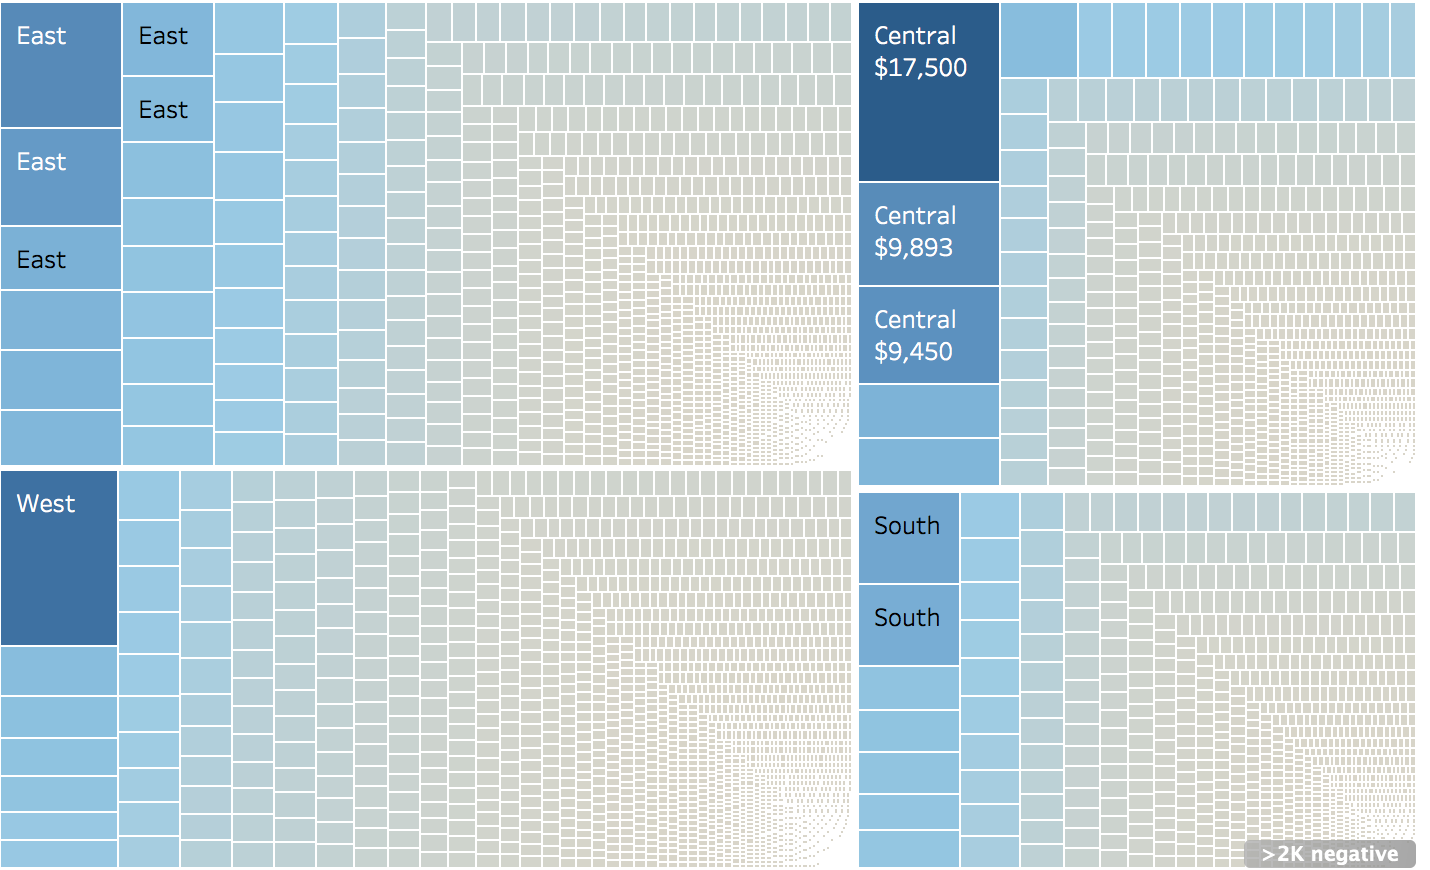 East
East
East
East
East
Central
$17,500
Central
$9,893
Central
$9,450
West
South
South
>2K negative